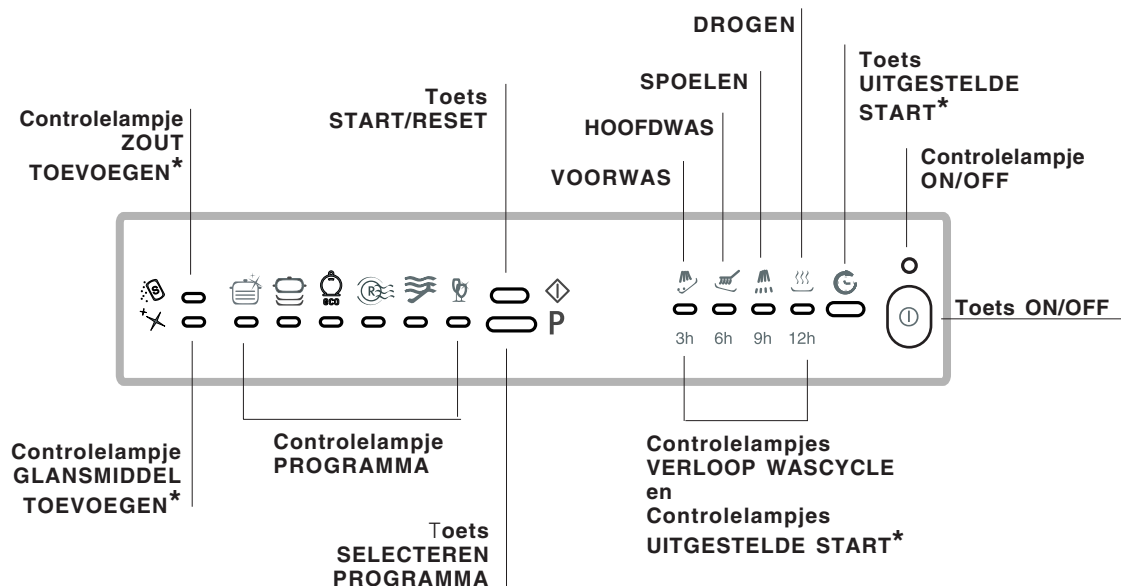 DROGEN
Toets
UITGESTELDE
START*
SPOELEN
Toets
START/RESET
Controlelampje
ZOUT
TOEVOEGEN*
HOOFDWAS
Controlelampje
ON/OFF
VOORWAS
S
eco
R
P
3h 6h 9h 12h
Toets ON/OFF
Controlelampje
GLANSMIDDEL
TOEVOEGEN*
Controlelampje
PROGRAMMA
Toets
SELECTEREN
PROGRAMMA
Controlelampjes
VERLOOP WASCYCLE
en
Controlelampjes
UITGESTELDE START*